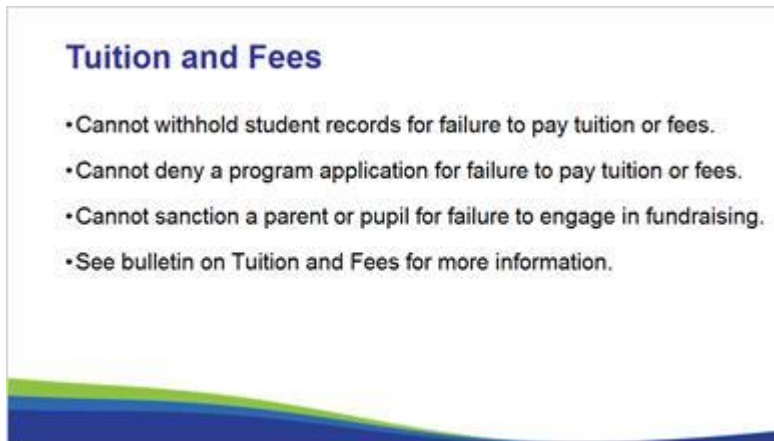 Tuition and Fees
•Cannot withhold student records for failure to pay tuition or fees.
•Cannot deny a program application for failure to pay tuition or fees.
•Cannot sanction a parent or pupil for failure to engage in fundraising.
•See bulletin on Tuition and Fees for more information.